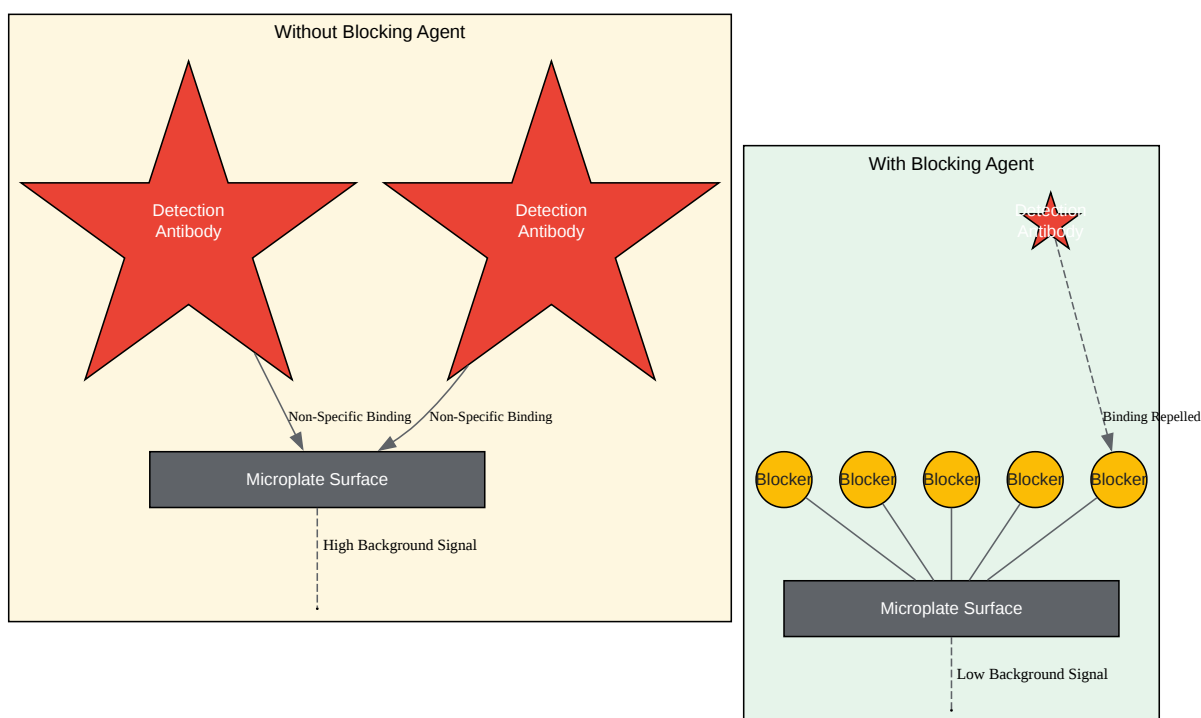 Without Blocking Agent
Detection
Antibody
Detection
Antibody
Non-Specific Binding
Non-Specific Binding
Microplate Surface
High Background Signal
With Blocking Agent
Detection
Antibody
Binding Repelled
Blocker
Blocker
Blocker
Blocker
Blocker
Microplate Surface
Low Background Signal